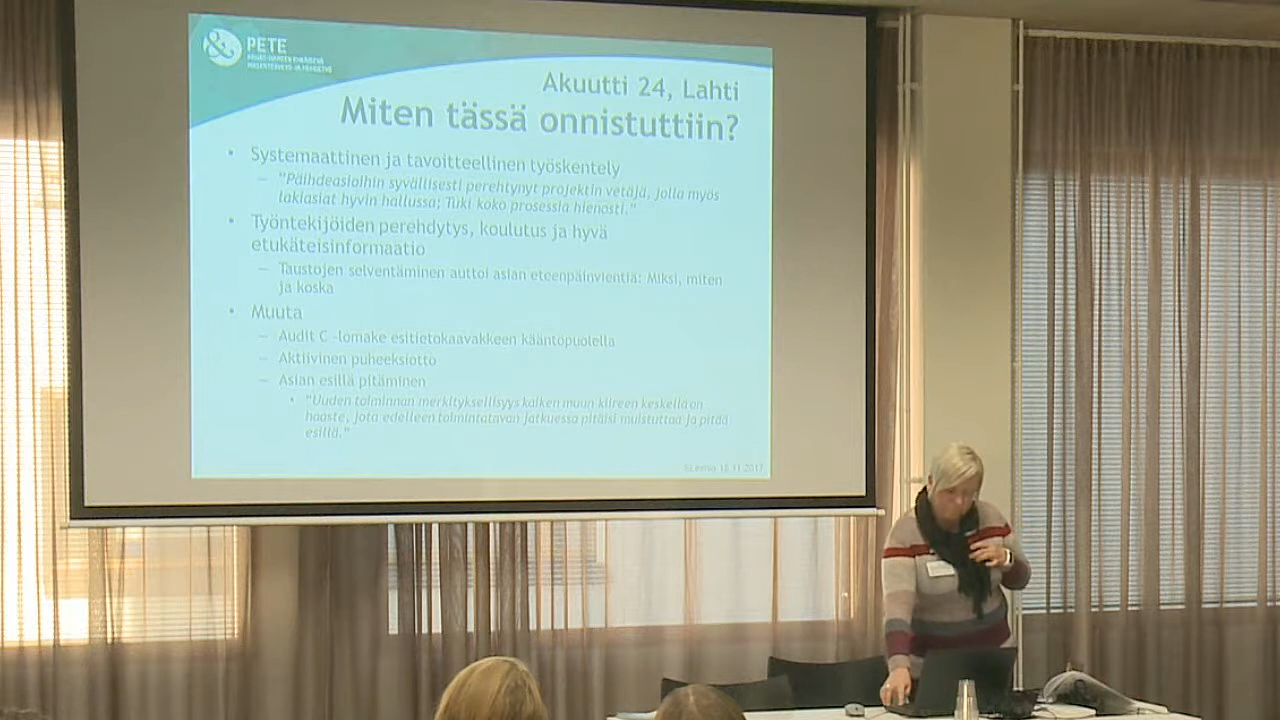 PETE
Akuutti 24, Lahti
Miten tässä onnistuttiin?
• Systemaattinen ja tavoitteellinen työskentely
– "Päihdeasioihin syvällisesti perehtynyt projektin vetäjä, jolla myös
lakiasiat hyvin hallussa; Tuki koko prosessia hienosti."
• Työntekijöiden perehdytys, koulutus ja hyvä
etukäteisinformaatio
– Taustojen selventäminen auttoi asian eteenpäinvientiä: Miksi, miten
ja koska
• Muuta
– Audit C -lomake esitietokaavakkeen kääntöpuolella
– Aktiivinen puheeksiotto
– Asian esillä pitäminen
• "Uuden toiminnan merkityksellisyys kaiken muun kiireen keskellä on
haaste, jota edelleen toimintatavan jatkuessa pitäisi muistuttaa ja pitää
esillä."